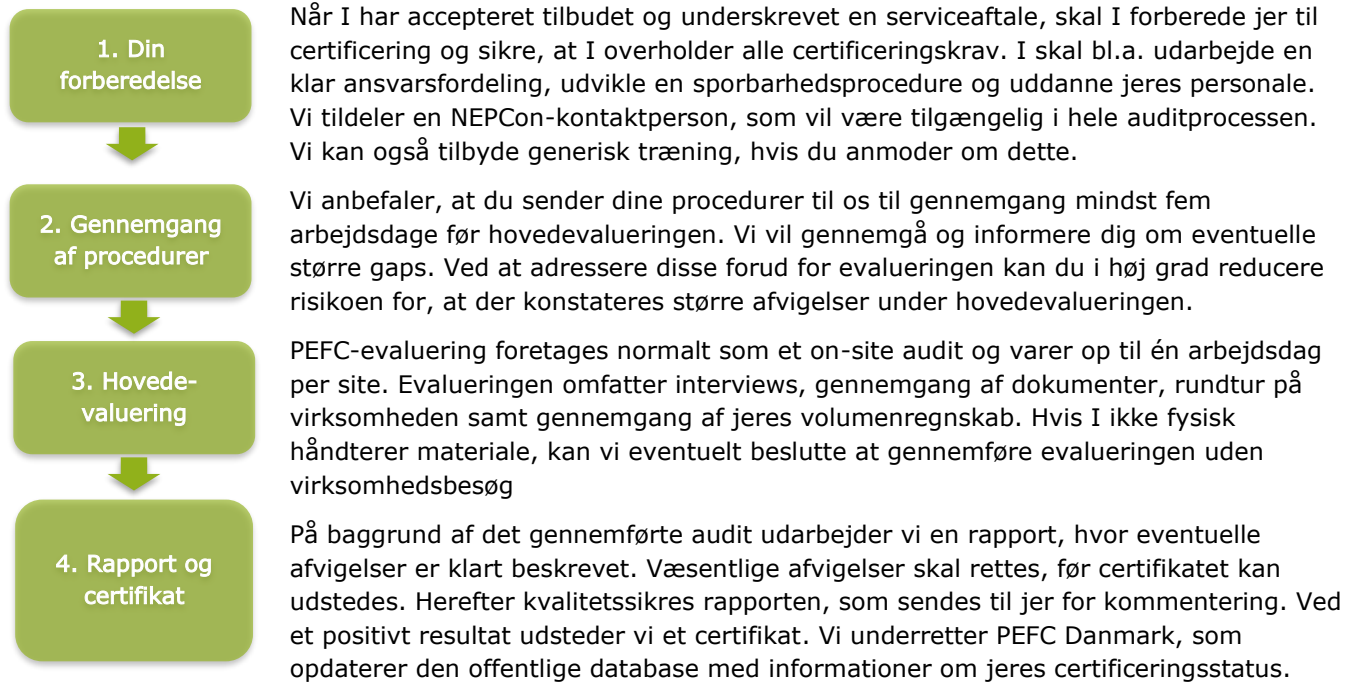 1. Din
forberedelse
Når I har accepteret tilbudet og underskrevet en serviceaftale, skal I forberede jer til
certificering og sikre, at I overholder alle certificeringskrav. I skal bl.a. udarbejde en
klar ansvarsfordeling, udvikle en sporbarhedsprocedure og uddanne jeres personale.
Vi tildeler en NEPCon-kontaktperson, som vil være tilgængelig i hele auditprocessen.
Vi kan også tilbyde generisk træning, hvis du anmoder om dette.
2. Gennemgang
af procedurer
Vi anbefaler, at du sender dine procedurer til os til gennemgang mindst fem
arbejdsdage før hovedevalueringen. Vi vil gennemgå og informere dig om eventuelle
større gaps. Ved at adressere disse forud for evalueringen kan du i høj grad reducere
risikoen for, at der konstateres større afvigelser under hovedevalueringen.
3. Hovede-
valuering
PEFC-evaluering foretages normalt som et on-site audit og varer op til én arbejdsdag
per site. Evalueringen omfatter interviews, gennemgang af dokumenter, rundtur på
virksomheden samt gennemgang af jeres volumenregnskab. Hvis I ikke fysisk
håndterer materiale, kan vi eventuelt beslutte at gennemføre evalueringen uden
virksomhedsbesøg
4. Rapport og
certifikat
På baggrund af det gennemførte audit udarbejder vi en rapport, hvor eventuelle
afvigelser er klart beskrevet. Væsentlige afvigelser skal rettes, før certifikatet kan
udstedes. Herefter kvalitetssikres rapporten, som sendes til jer for kommentering. Ved
et positivt resultat udsteder vi et certifikat. Vi underretter PEFC Danmark, som
opdaterer den offentlige database med informationer om jeres certificeringsstatus.